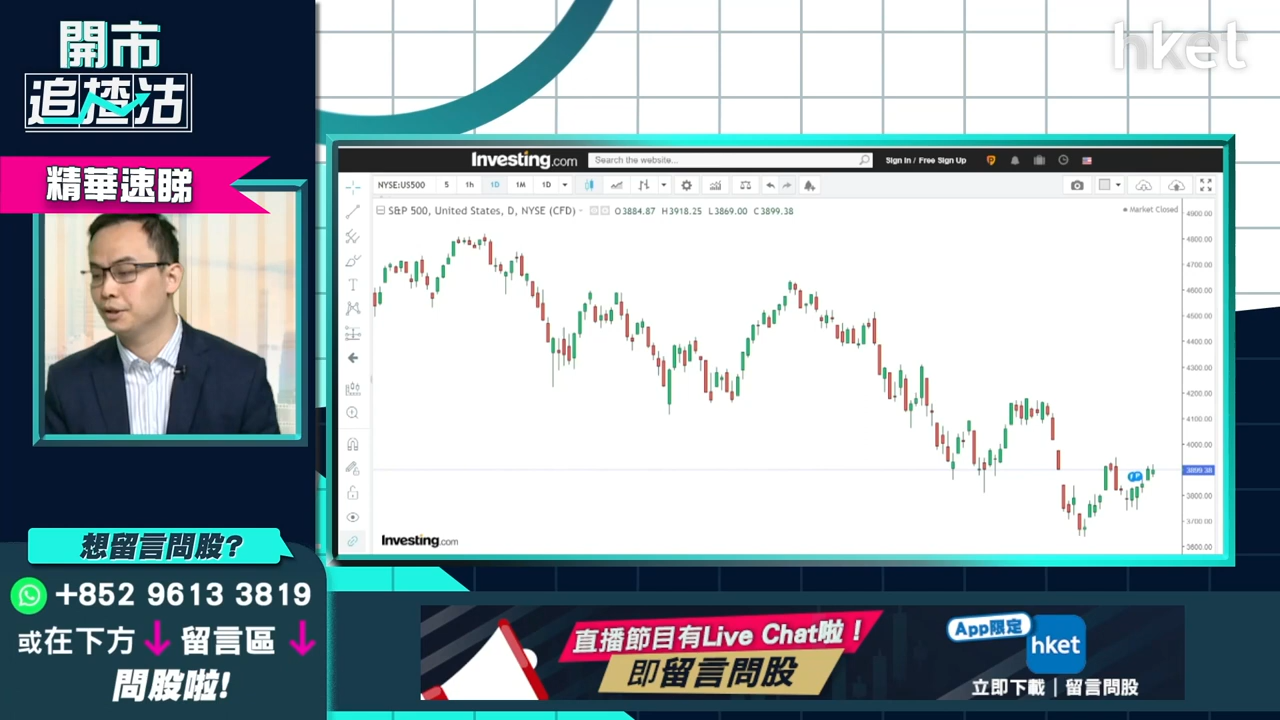 開市
追揸沽
精華速睇
想留言問股?
+852 9613 3819
或在下方 ↓ 留言區 ↓
問股啦!
hket
Investing.com
Search the website...
Sign In / Free Sign Up
NYSE:US500 5 1h 1D 1M 1D
S&P 500, United States, D, NYSE (CFD) O3884.87 H3918.25 L3869.00 C3899.38
Market Closed
4900.00
4800.00
4700.00
4600.00
4500.00
4400.00
4300.00
4200.00
4100.00
4000.00
3899.38
3800.00
3700.00
3600.00
Investing.com
直播節目有Live Chat啦！
即留言問股
App限定
hket
立即下載｜留言問股